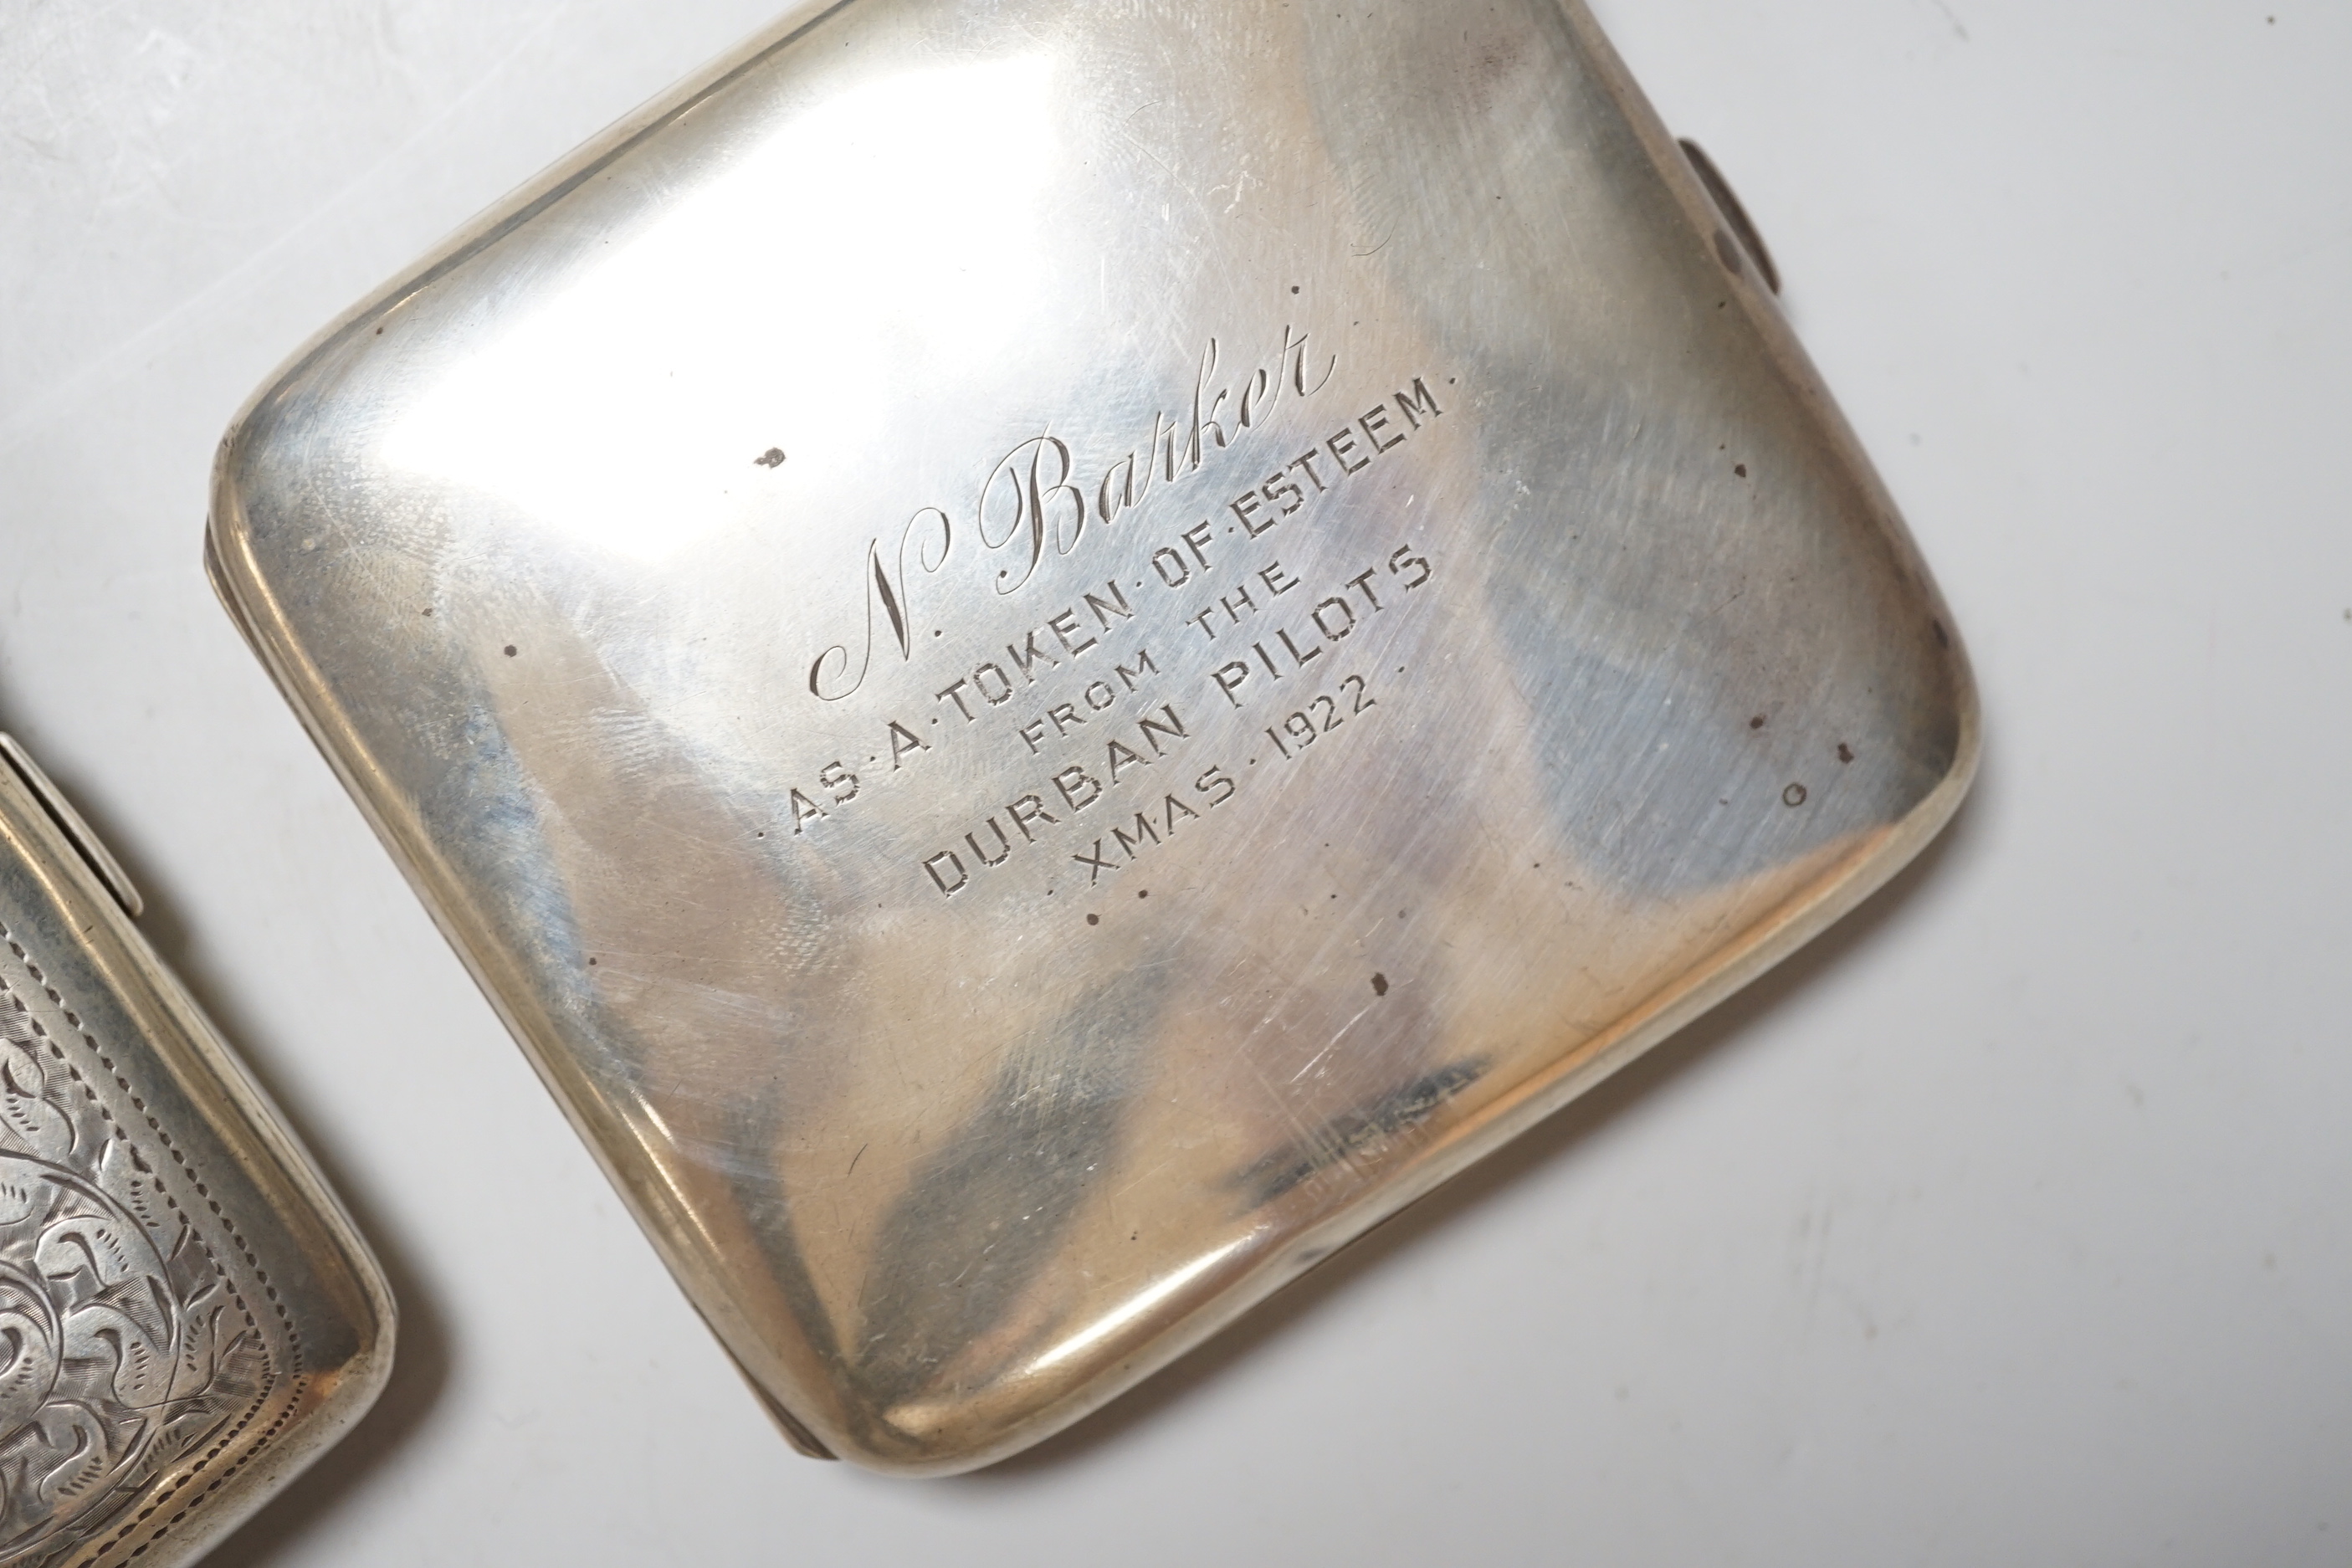 N. Barker
· AS · A · TOKEN · OF · ESTEEM ·
FROM THE
DURBAN PILOTS
· XMAS · 1922 ·